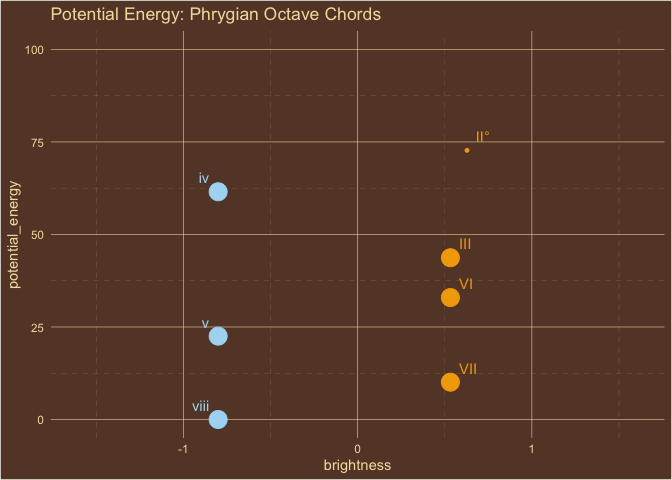 Potential Energy: Phrygian Octave Chords
100
75
50
25
0
potential_energy
iv
v
viii
II°
III
VI
VII
-1
0
1
brightness